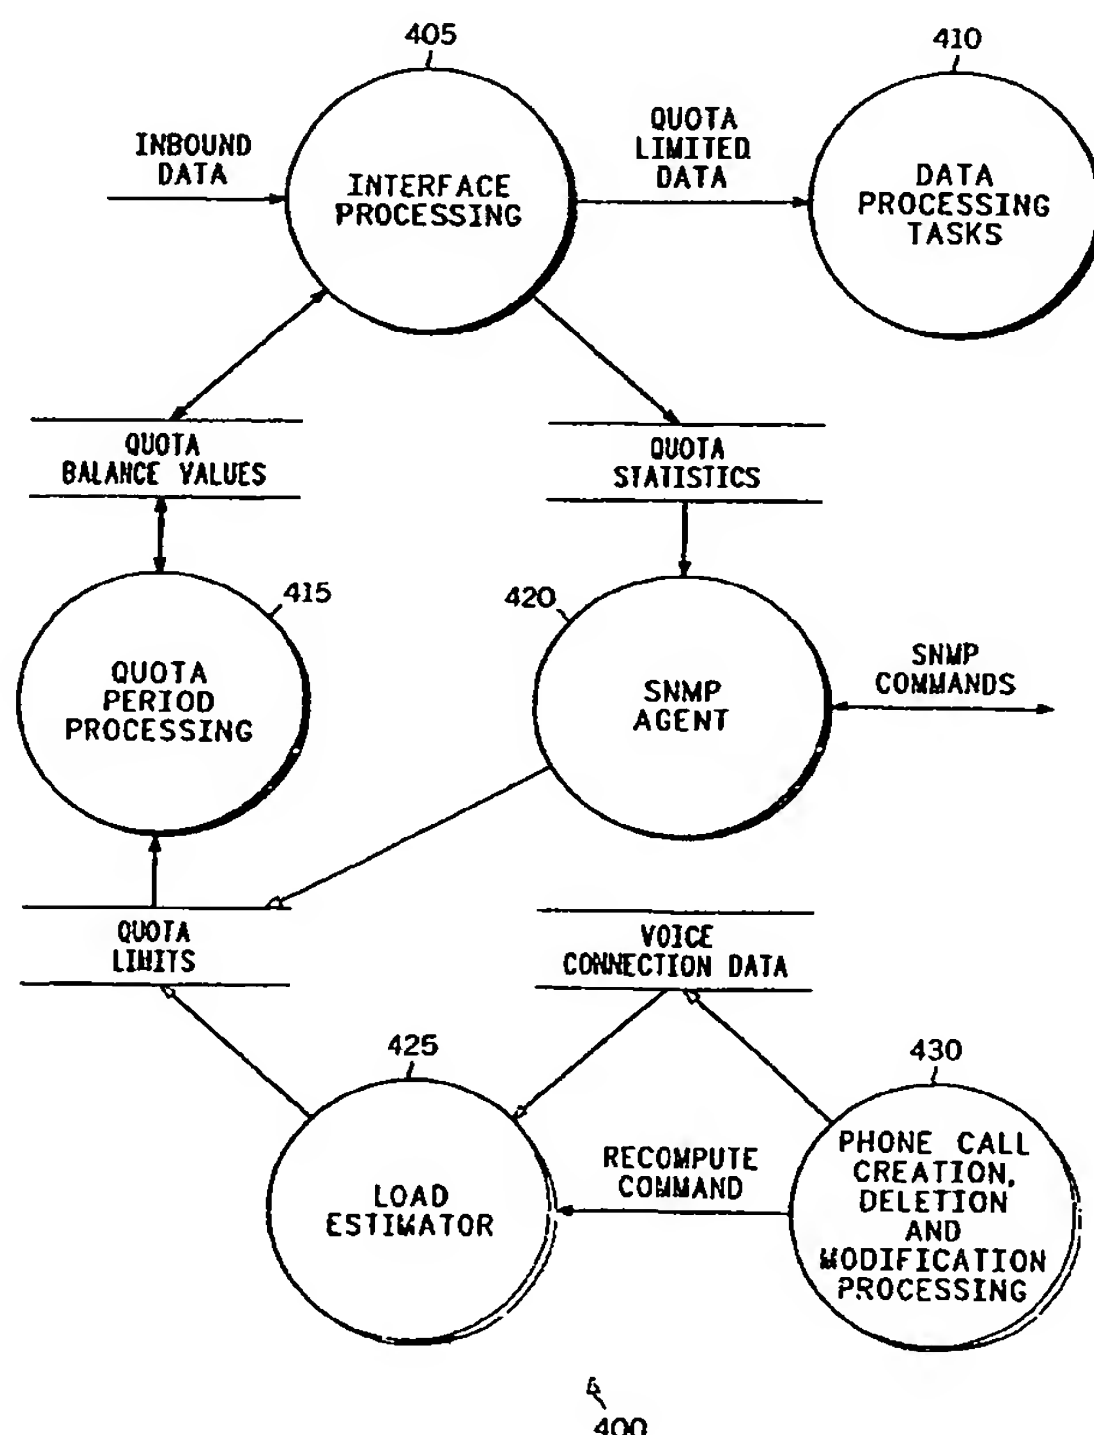 405
410
INBOUND
DATA
QUOTA
LIMITED
DATA
INTERFACE
PROCESSING
DATA
PROCESSING
TASKS
QUOTA
BALANCE VALUES
QUOTA
STATISTICS
415
420
QUOTA
PERIOD
PROCESSING
SNMP
AGENT
SNMP
COMMANDS
QUOTA
LIMITS
VOICE
CONNECTION DATA
425
430
LOAD
ESTIMATOR
RECOMPUTE
COMMAND
PHONE CALL
CREATION,
DELETION
AND
MODIFICATION
PROCESSING
400